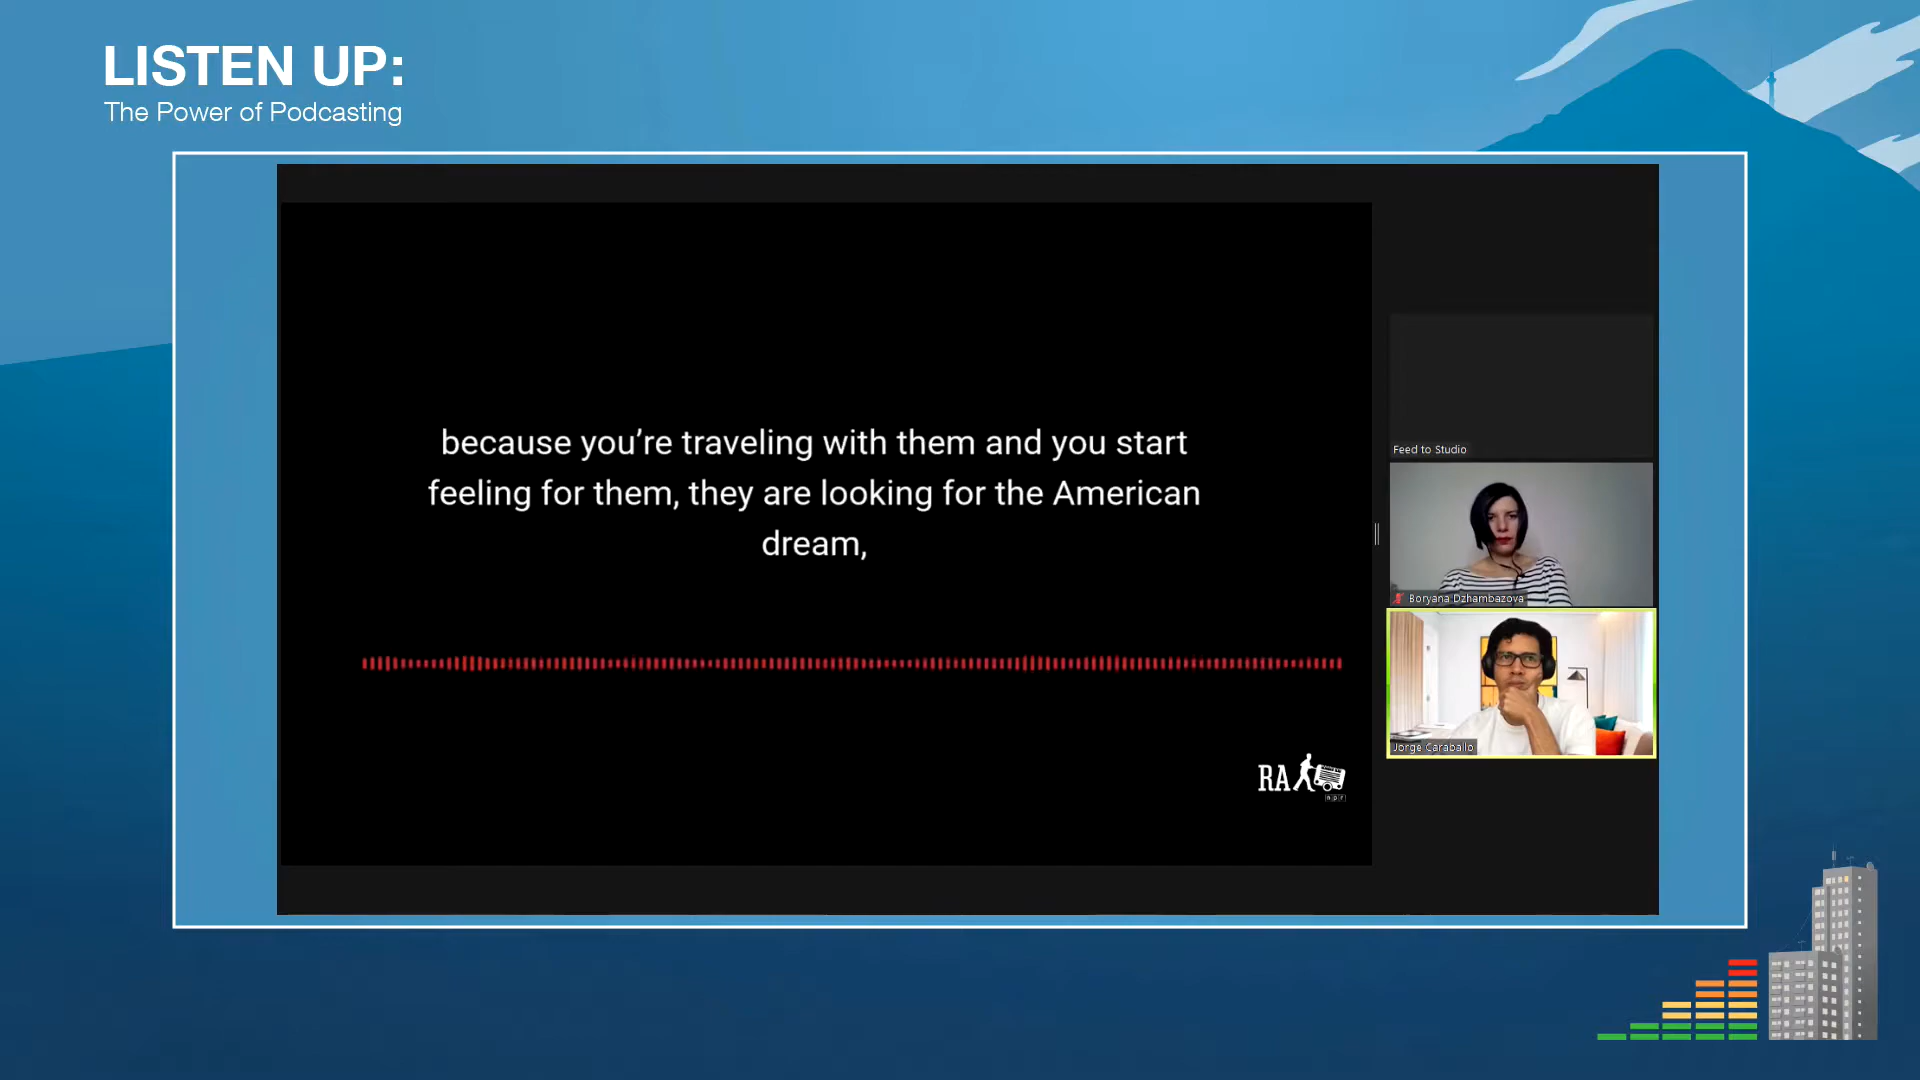 LISTEN UP:
The Power of Podcasting
because you’re traveling with them and you start
feeling for them, they are looking for the American
dream,
RA
npr
Feed to Studio
Boryana Dzhambazova
Jorge Caraballo